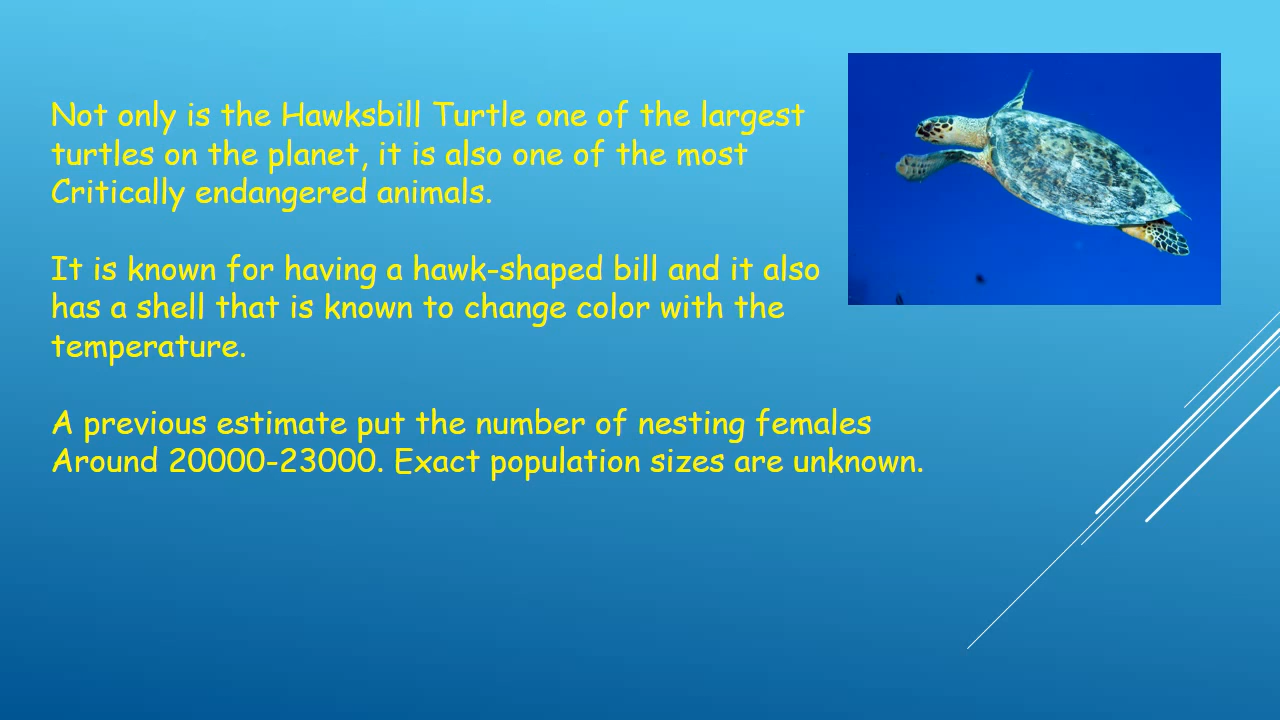 Not only is the Hawksbill Turtle one of the largest
turtles on the planet, it is also one of the most
Critically endangered animals.
It is known for having a hawk-shaped bill and it also
has a shell that is known to change color with the
temperature.
A previous estimate put the number of nesting females
Around 20000-23000. Exact population sizes are unknown.